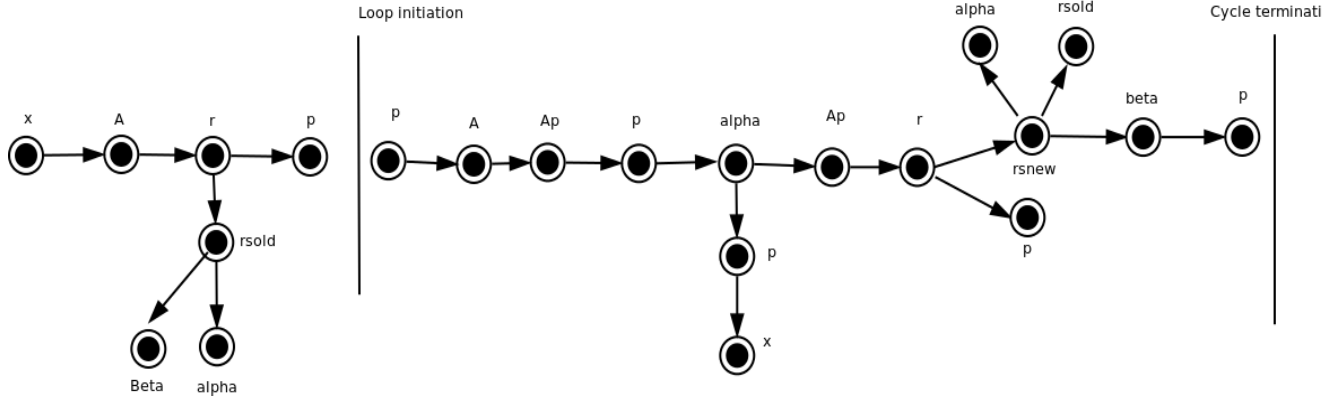 Loop initiation
x
A
r
p
rsold
Beta
alpha
p
A
Ap
p
alpha
p
x
Ap
r
alpha
rsold
rsnew
p
beta
p
Cycle terminati